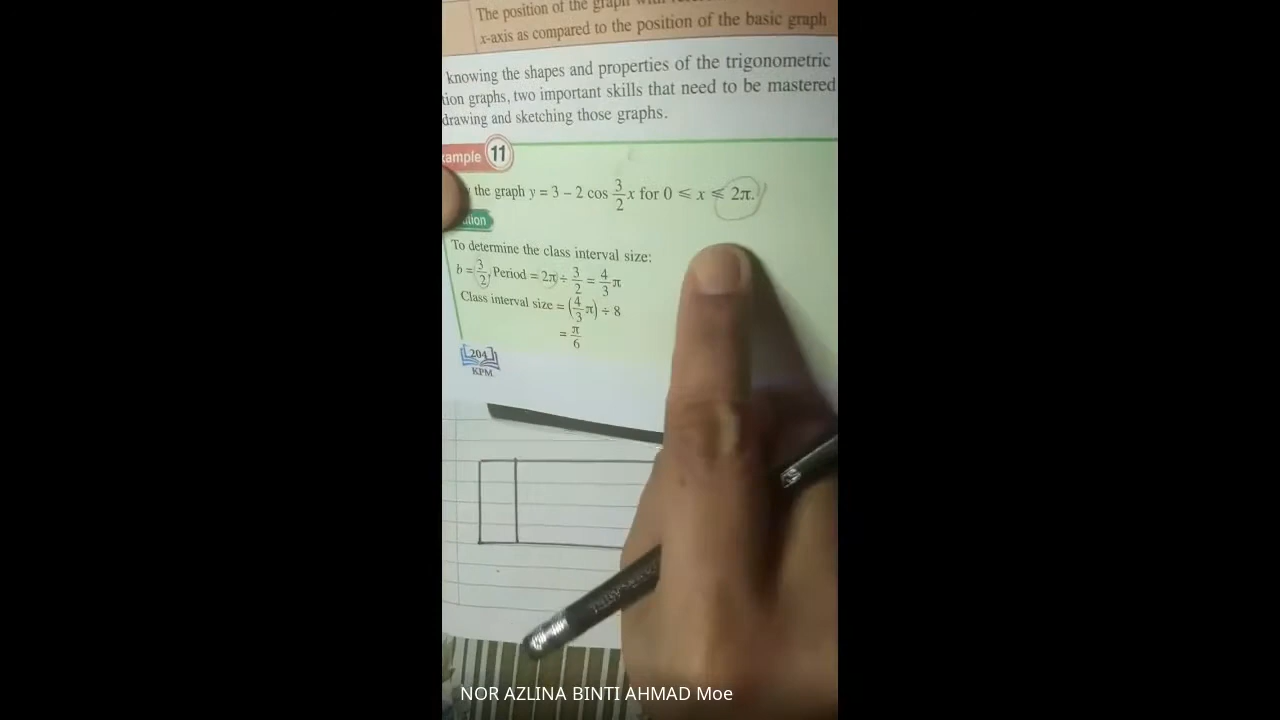 The position of the graph with
x-axis as compared to the position of the basic graph
knowing the shapes and properties of the trigonometric
tion graphs, two important skills that need to be mastered
drawing and sketching those graphs.
ample 11
the graph y = 3 – 2 cos 3/2 x for 0 ⩽ x ⩽ 2π.
ution
To determine the class interval size:
b = 3/2, Period = 2π ÷ 3/2 = 4/3 π
Class interval size = (4/3 π) ÷ 8
= π/6
204
KPM
NOR AZLINA BINTI AHMAD Moe